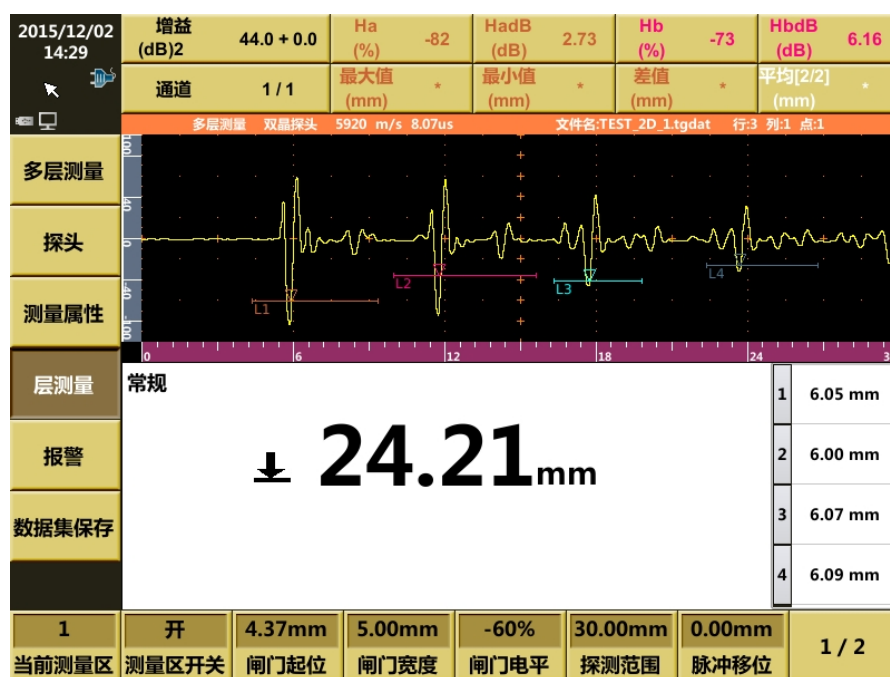 2015/12/02
14:29
增益
(dB)2
44.0 + 0.0
Ha
(%)
-82
HadB
(dB)
2.73
Hb
(%)
-73
HbdB
(dB)
6.16
通道
1 / 1
最大值
(mm)
*
最小值
(mm)
*
差值
(mm)
*
平均[2/2]
(mm)
*
多层测量 双晶探头 5920 m/s 8.07us 文件名:TEST_2D_1.tgdat 行:3 列:1 点:1
多层测量
探头
测量属性
层测量
报警
数据集保存
100
40
0
-40
-100
L1
L2
L3
L4
0 6 12 18 24 3
常规
24.21mm
1 6.05 mm
2 6.00 mm
3 6.07 mm
4 6.09 mm
1 开 4.37mm 5.00mm -60% 30.00mm 0.00mm
当前测量区 测量区开关 闸门起位 闸门宽度 闸门电平 探测范围 脉冲移位
1 / 2